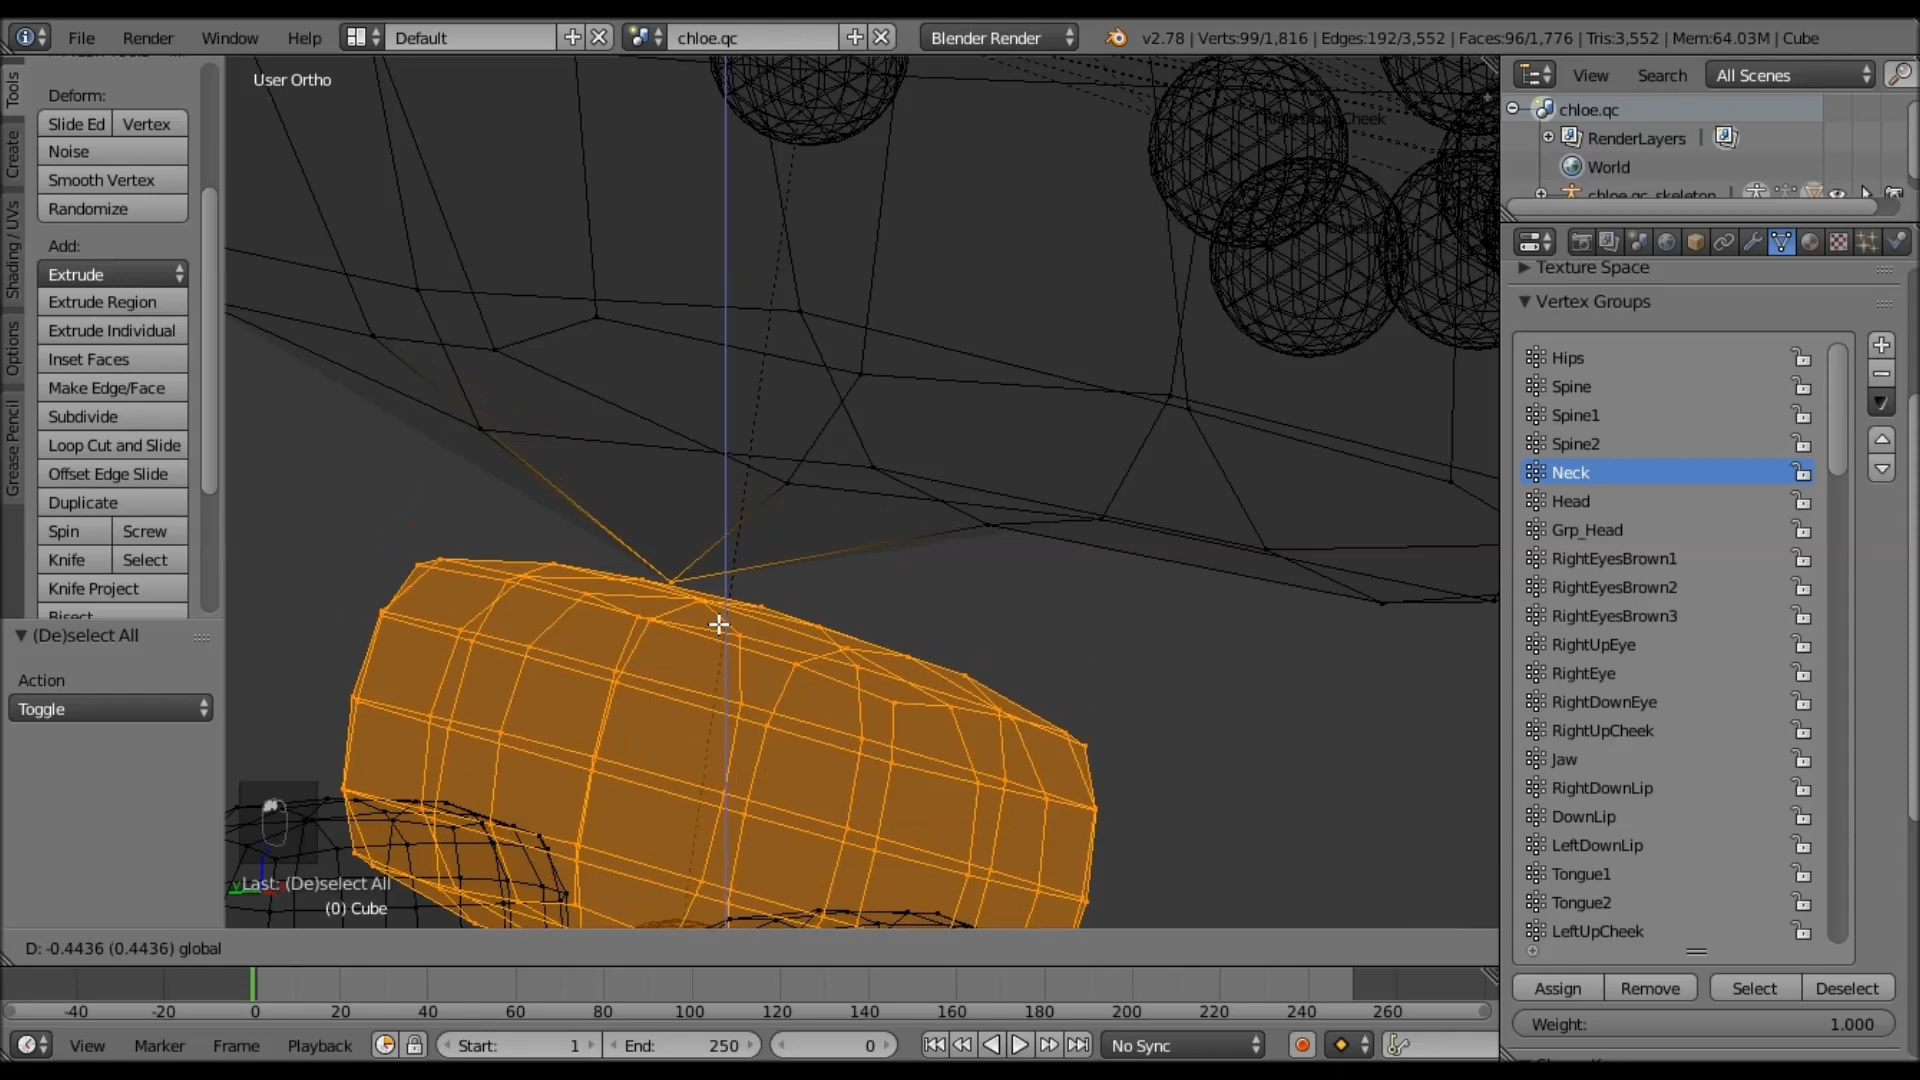 File Render Window Help Default chloe.qc Blender Render v2.78 | Verts:99/1,816 | Edges:192/3,552 | Faces:96/1,776 | Tris:3,552 | Mem:64.03M | Cube
View Search All Scenes
User Ortho
Tools
Create
Shading / UVs
Options
Grease Pencil
Deform:
Slide Ed Vertex
Noise
Smooth Vertex
Randomize
Add:
Extrude
Extrude Region
Extrude Individual
Inset Faces
Make Edge/Face
Subdivide
Loop Cut and Slide
Offset Edge Slide
Duplicate
Spin Screw
Knife Select
Knife Project
Bisect
(De)select All
Action
Toggle
Last: (De)select All
(0) Cube
D: -0.4436 (0.4436) global
chloe.qc
RenderLayers
World
chloe.qc_skeleton
Texture Space
Vertex Groups
Hips
Spine
Spine1
Spine2
Neck
Head
Grp_Head
RightEyesBrown1
RightEyesBrown2
RightEyesBrown3
RightUpEye
RightEye
RightDownEye
RightUpCheek
Jaw
RightDownLip
DownLip
LeftDownLip
Tongue1
Tongue2
LeftUpCheek
Assign Remove Select Deselect
Weight: 1.000
-40 -20 0 20 40 60 80 100 120 140 160 180 200 220 240 260
View Marker Frame Playback Start: 1 End: 250 0 No Sync